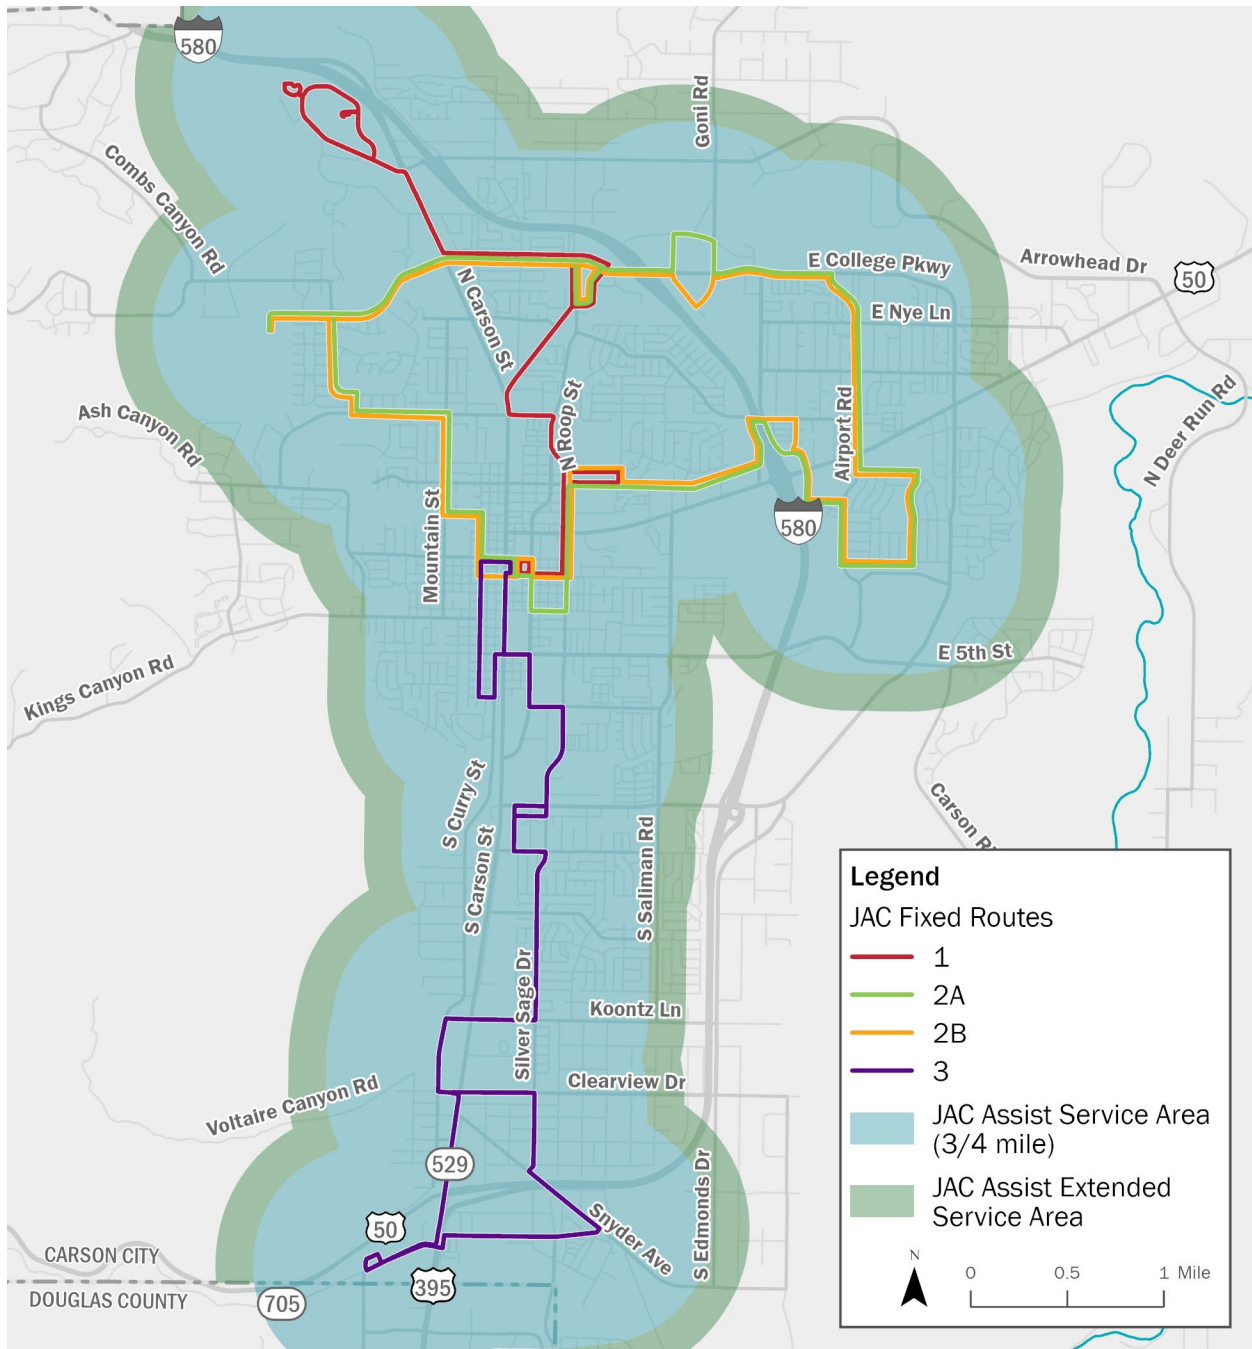 580
Goni Rd
Combs Canyon Rd
E College Pkwy
Arrowhead Dr
50
N Carson St
E Nye Ln
N Roop St
Airport Rd
N Deer Run Rd
Ash Canyon Rd
Mountain St
580
E 5th St
Kings Canyon Rd
S Curry St
S Carson St
S Saliman Rd
Carson R
Silver Sage Dr
Koontz Ln
Clearview Dr
Voltaire Canyon Rd
529
S Edmonds Dr
Snyder Ave
50
395
705
CARSON CITY
DOUGLAS COUNTY
Legend
JAC Fixed Routes
1
2A
2B
3
JAC Assist Service Area
(3/4 mile)
JAC Assist Extended
Service Area
N
0 0.5 1 Mile